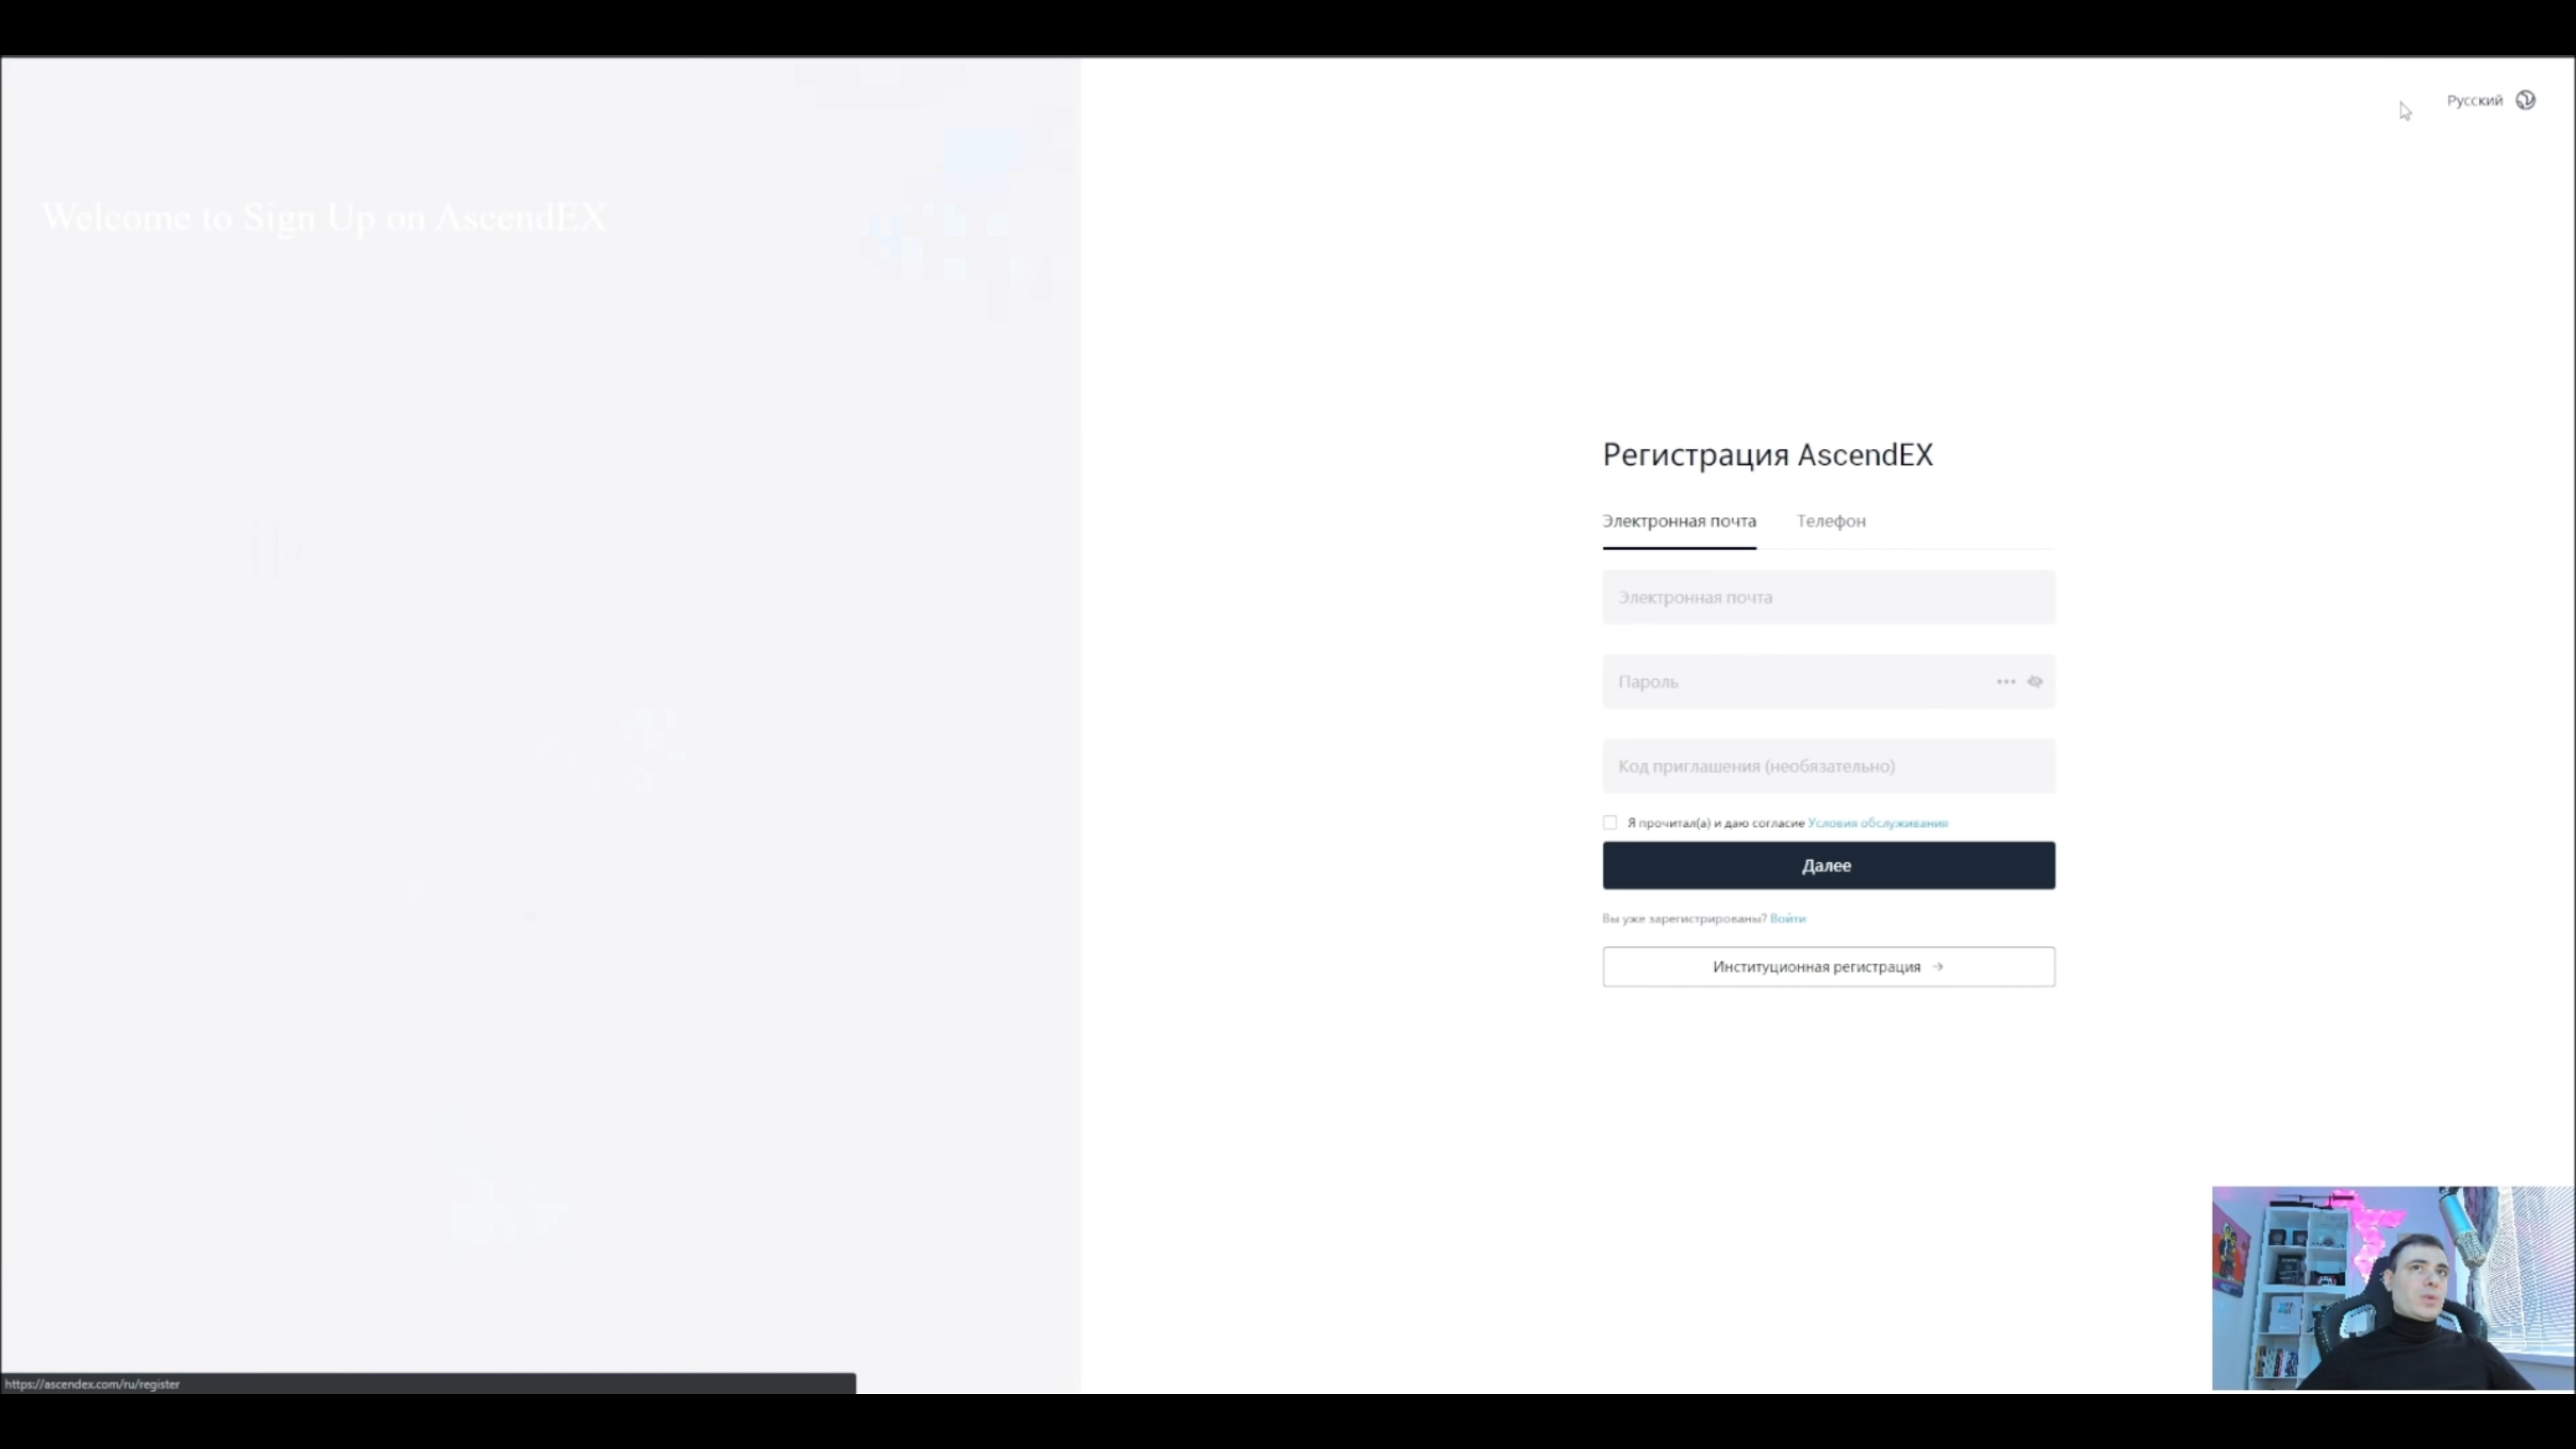 Русский
Welcome to Sign Up on AscendEX
Регистрация AscendEX
Электронная почта Телефон
Электронная почта
Пароль
Код приглашения (необязательно)
Я прочитал(а) и даю согласие Условия обслуживания
Далее
Вы уже зарегистрированы? Войти
Институционная регистрация →
https://ascendex.com/ru/register